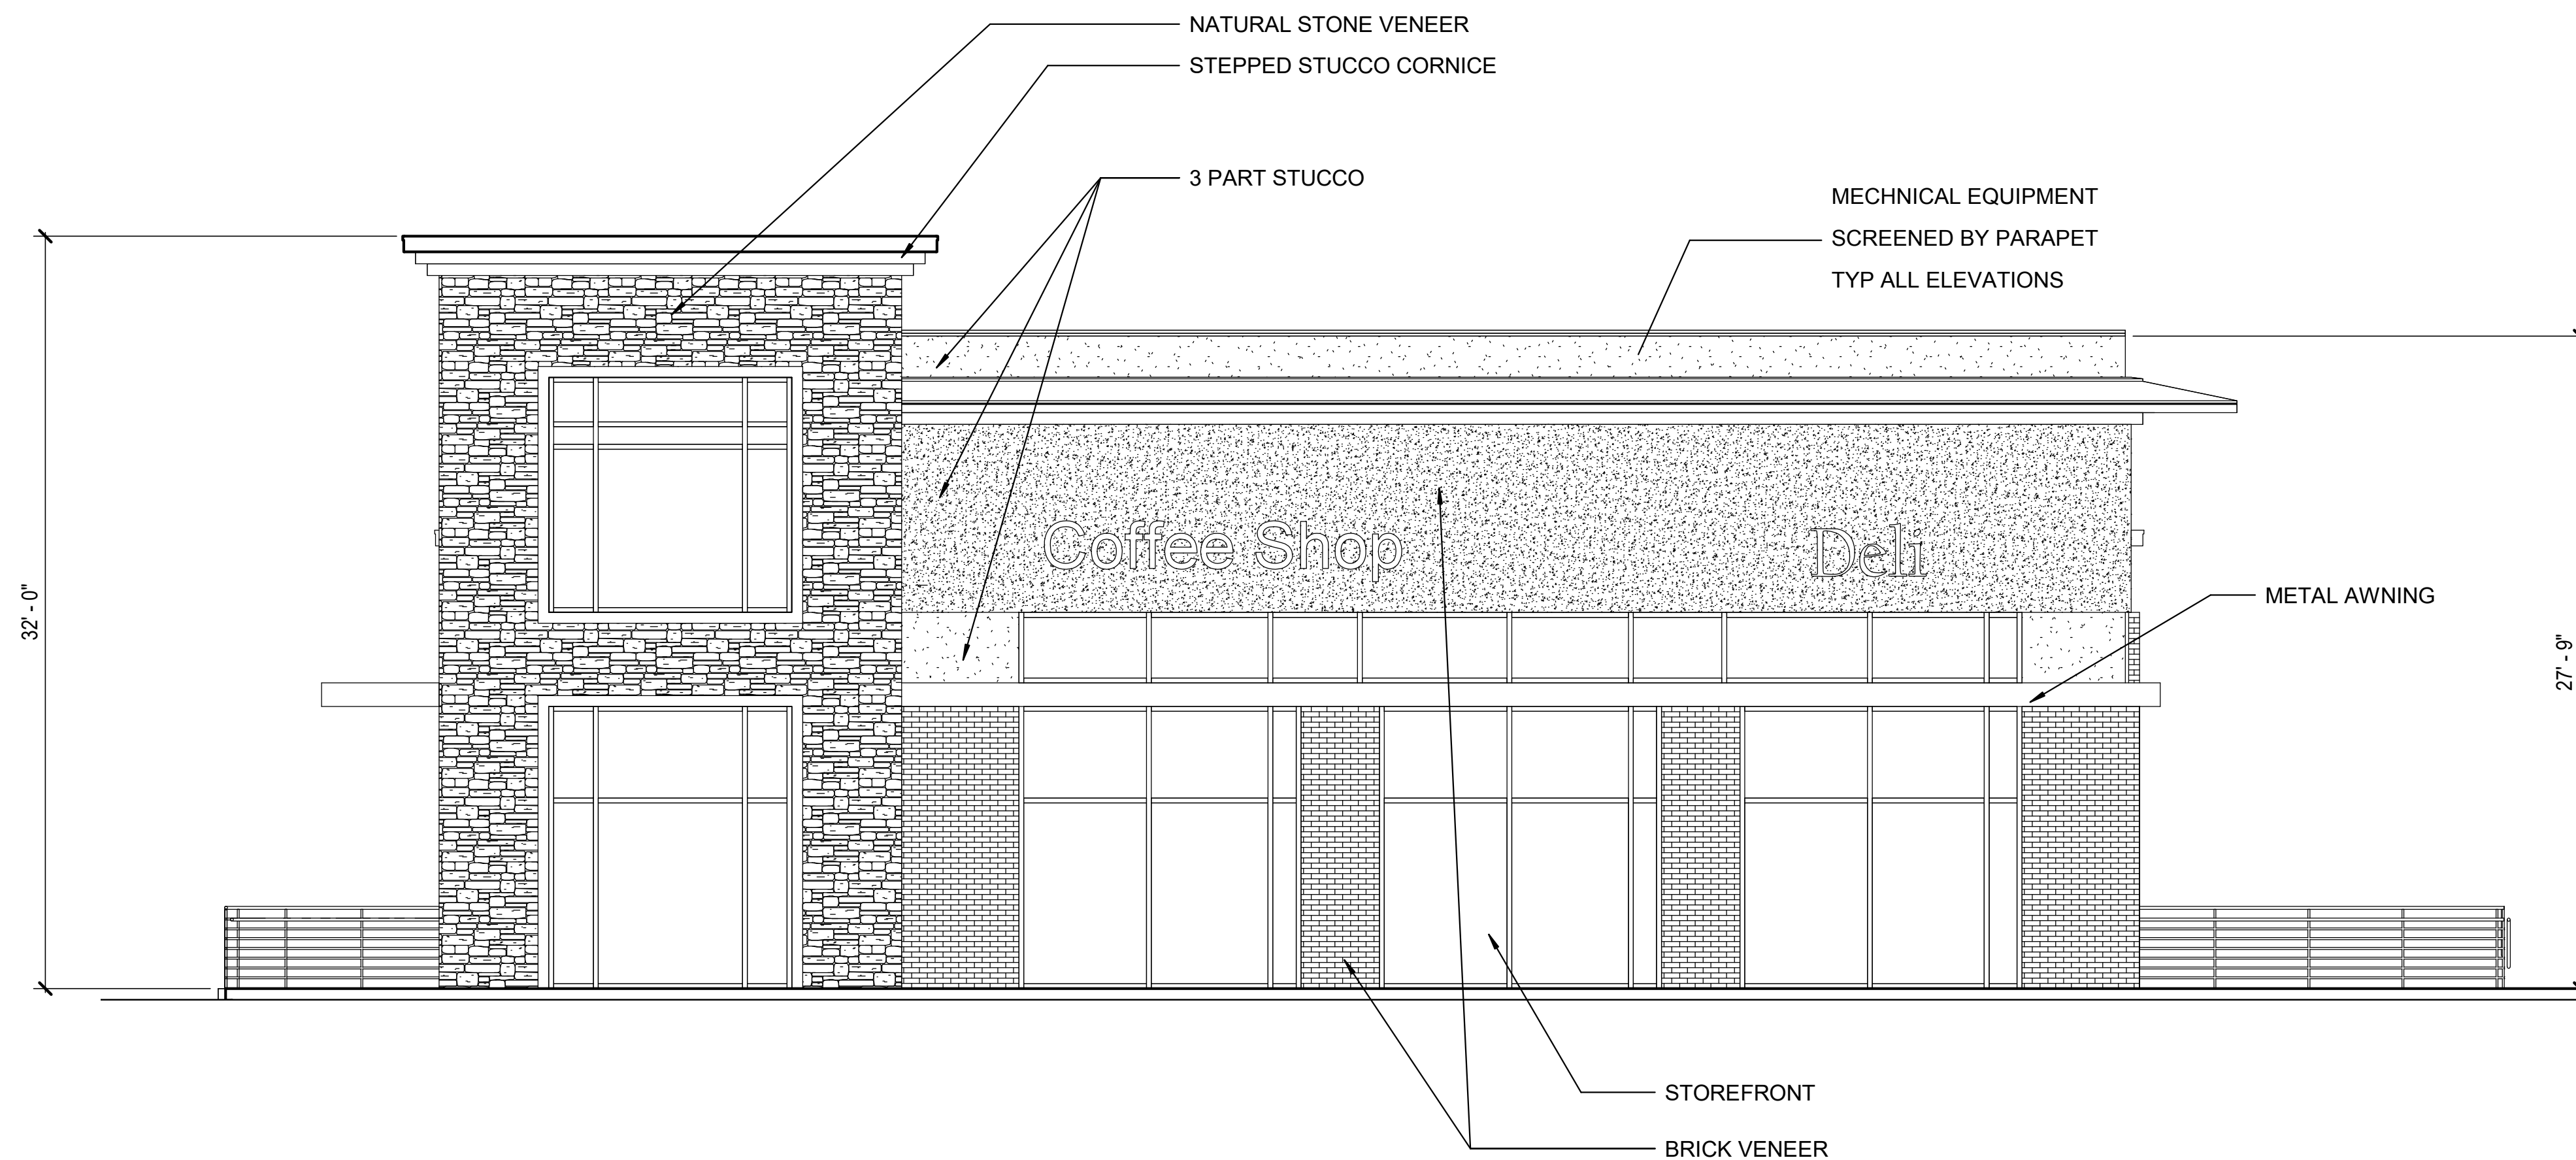 NATURAL STONE VENEER
STEPPED STUCCO CORNICE
3 PART STUCCO
MECHNICAL EQUIPMENT
SCREENED BY PARAPET
TYP ALL ELEVATIONS
32' - 0"
Coffee Shop
Deli
METAL AWNING
27' - 9"
STOREFRONT
BRICK VENEER